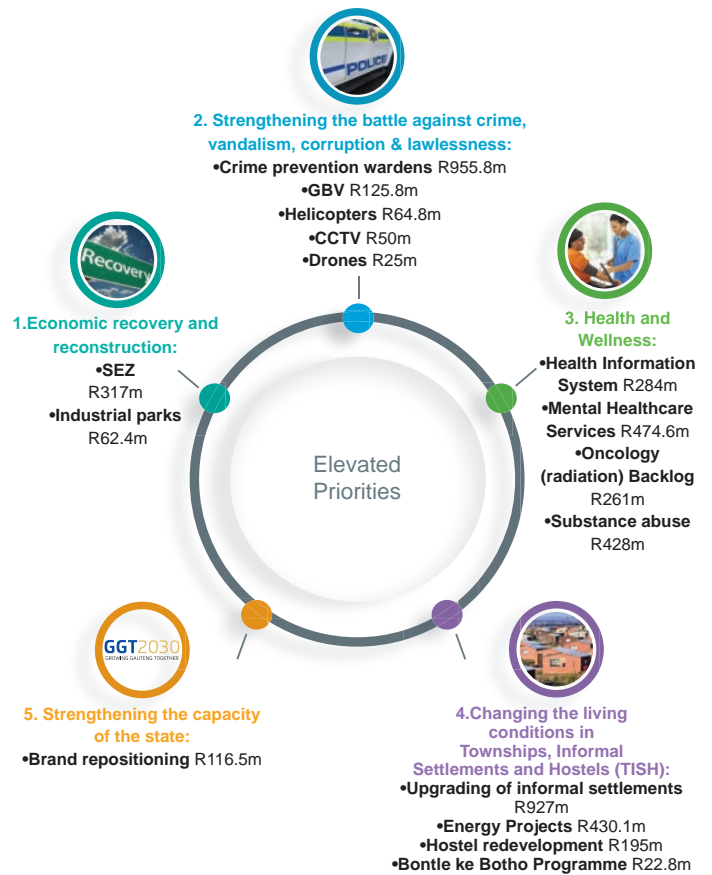 POLICE
2. Strengthening the battle against crime,
vandalism, corruption & lawlessness:
•Crime prevention wardens R955.8m
•GBV R125.8m
•Helicopters R64.8m
•CCTV R50m
•Drones R25m
Recovery
1.Economic recovery and
reconstruction:
•SEZ
R317m
•Industrial parks
R62.4m
3. Health and
Wellness:
•Health Information
System R284m
•Mental Healthcare
Services R474.6m
•Oncology
(radiation) Backlog
R261m
•Substance abuse
R428m
Elevated
Priorities
GGT2030
GROWING GAUTENG TOGETHER
5. Strengthening the capacity
of the state:
•Brand repositioning R116.5m
4.Changing the living
conditions in
Townships, Informal
Settlements and Hostels (TISH):
•Upgrading of informal settlements
R927m
•Energy Projects R430.1m
•Hostel redevelopment R195m
•Bontle ke Botho Programme R22.8m